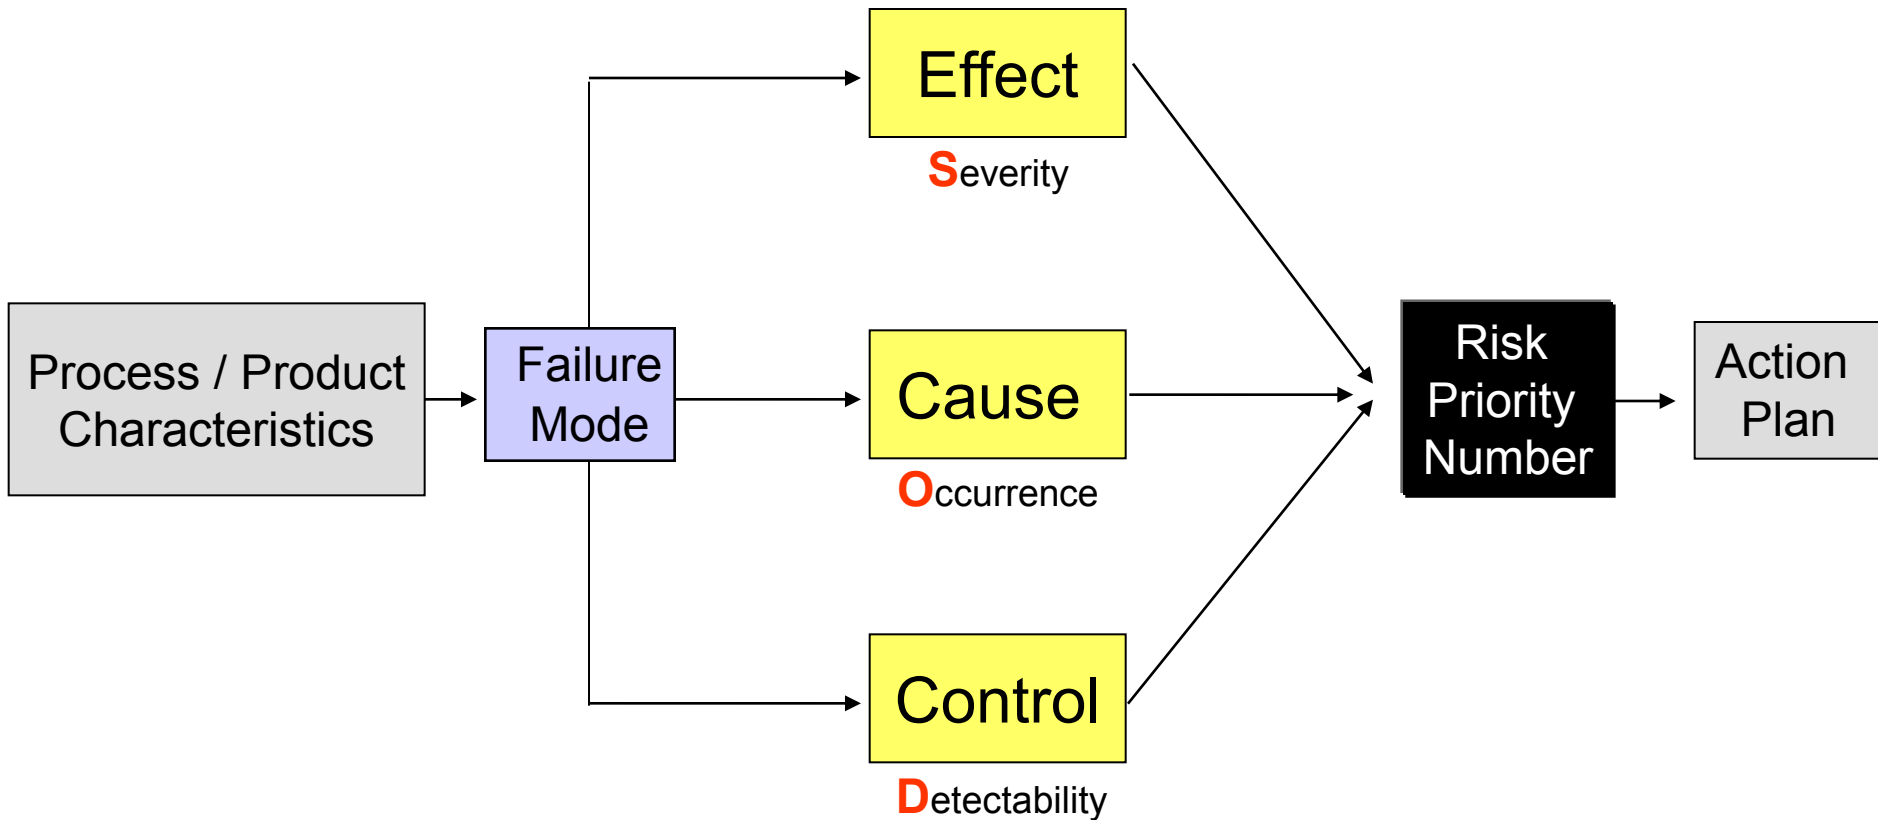 Effect
Severity
Process / Product
Characteristics
Failure
Mode
Cause
Occurrence
Control
Detectability
Risk
Priority
Number
Action
Plan